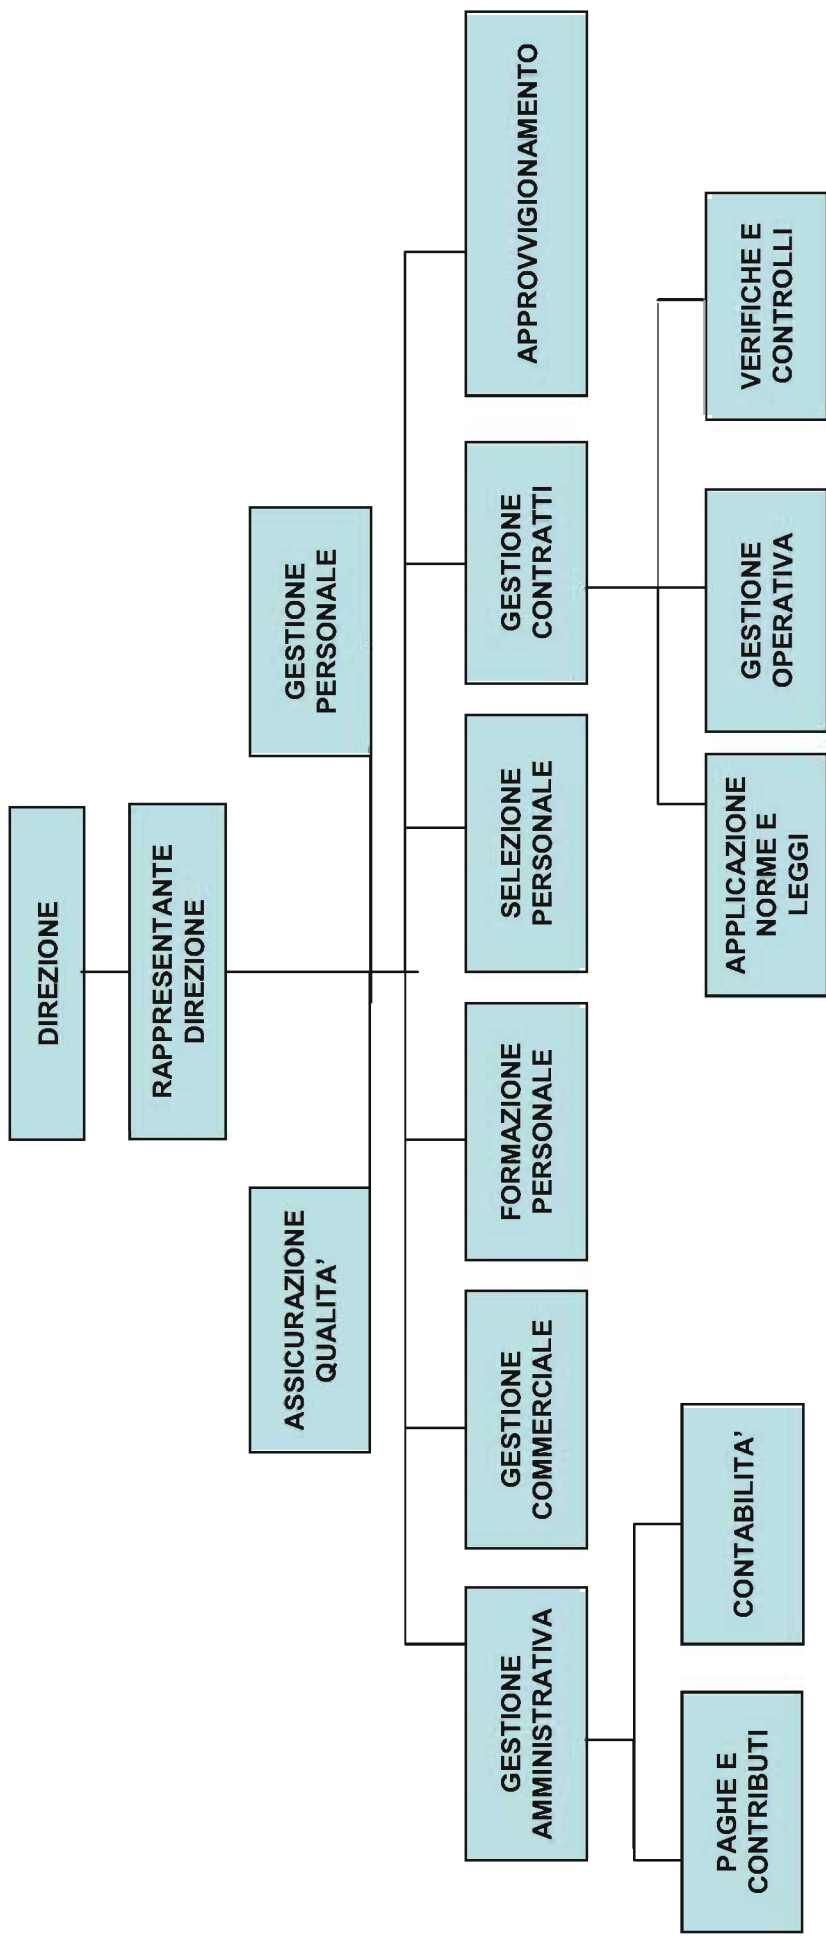 DIREZIONE
RAPPRESENTANTE
DIREZIONE
ASSICURAZIONE
QUALITA’
GESTIONE
PERSONALE
GESTIONE
AMMINISTRATIVA
GESTIONE
COMMERCIALE
FORMAZIONE
PERSONALE
SELEZIONE
PERSONALE
GESTIONE
CONTRATTI
APPROVVIGIONAMENTO
PAGHE E
CONTRIBUTI
CONTABILITA’
APPLICAZIONE
NORME E
LEGGI
GESTIONE
OPERATIVA
VERIFICHE E
CONTROLLI